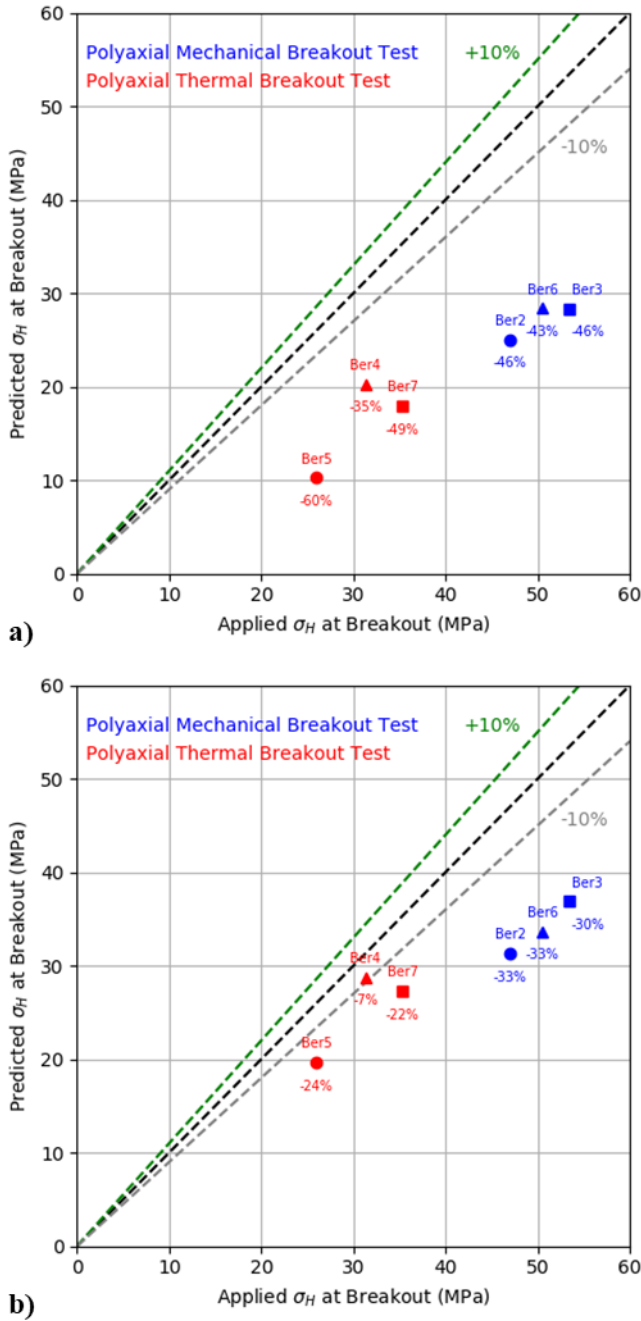 60
Polyaxial Mechanical Breakout Test
+10%
Polyaxial Thermal Breakout Test
50
-10%
40
Predicted σH at Breakout (MPa)
30
Ber6
Ber3
Ber2
-43%
-46%
-46%
Ber4
20
Ber7
-35%
-49%
Ber5
10
-60%
0
0 10 20 30 40 50 60
Applied σH at Breakout (MPa)
a)
60
Polyaxial Mechanical Breakout Test
+10%
Polyaxial Thermal Breakout Test
50
-10%
40
Predicted σH at Breakout (MPa)
Ber3
Ber6
Ber2
-30%
-33%
-33%
30
Ber4
Ber7
-7%
-22%
Ber5
20
-24%
10
0
0 10 20 30 40 50 60
Applied σH at Breakout (MPa)
b)